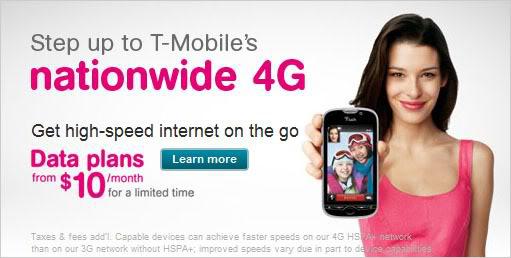 Step up to T-Mobile's
nationwide 4G
Get high-speed internet on the go
Data plans
from $10/month
for a limited time
Learn more
Taxes & fees add'l. Capable devices can achieve faster speeds on our 4G HSPA+ network
than on our 3G network without HSPA+; improved speeds vary due in part to device capabilities.